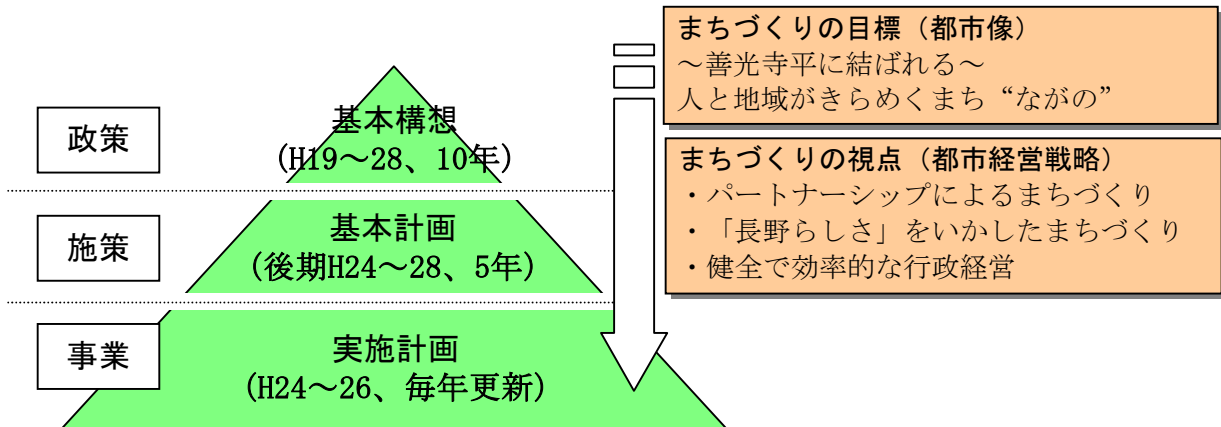 まちづくりの目標（都市像）
～善光寺平に結ばれる～
人と地域がきらめくまち“ながの”
政策
基本構想
(H19～28、10年)
まちづくりの視点（都市経営戦略）
・パートナーシップによるまちづくり
・「長野らしさ」をいかしたまちづくり
・健全で効率的な行政経営
施策
基本計画
(後期H24～28、5年)
事業
実施計画
(H24～26、毎年更新)